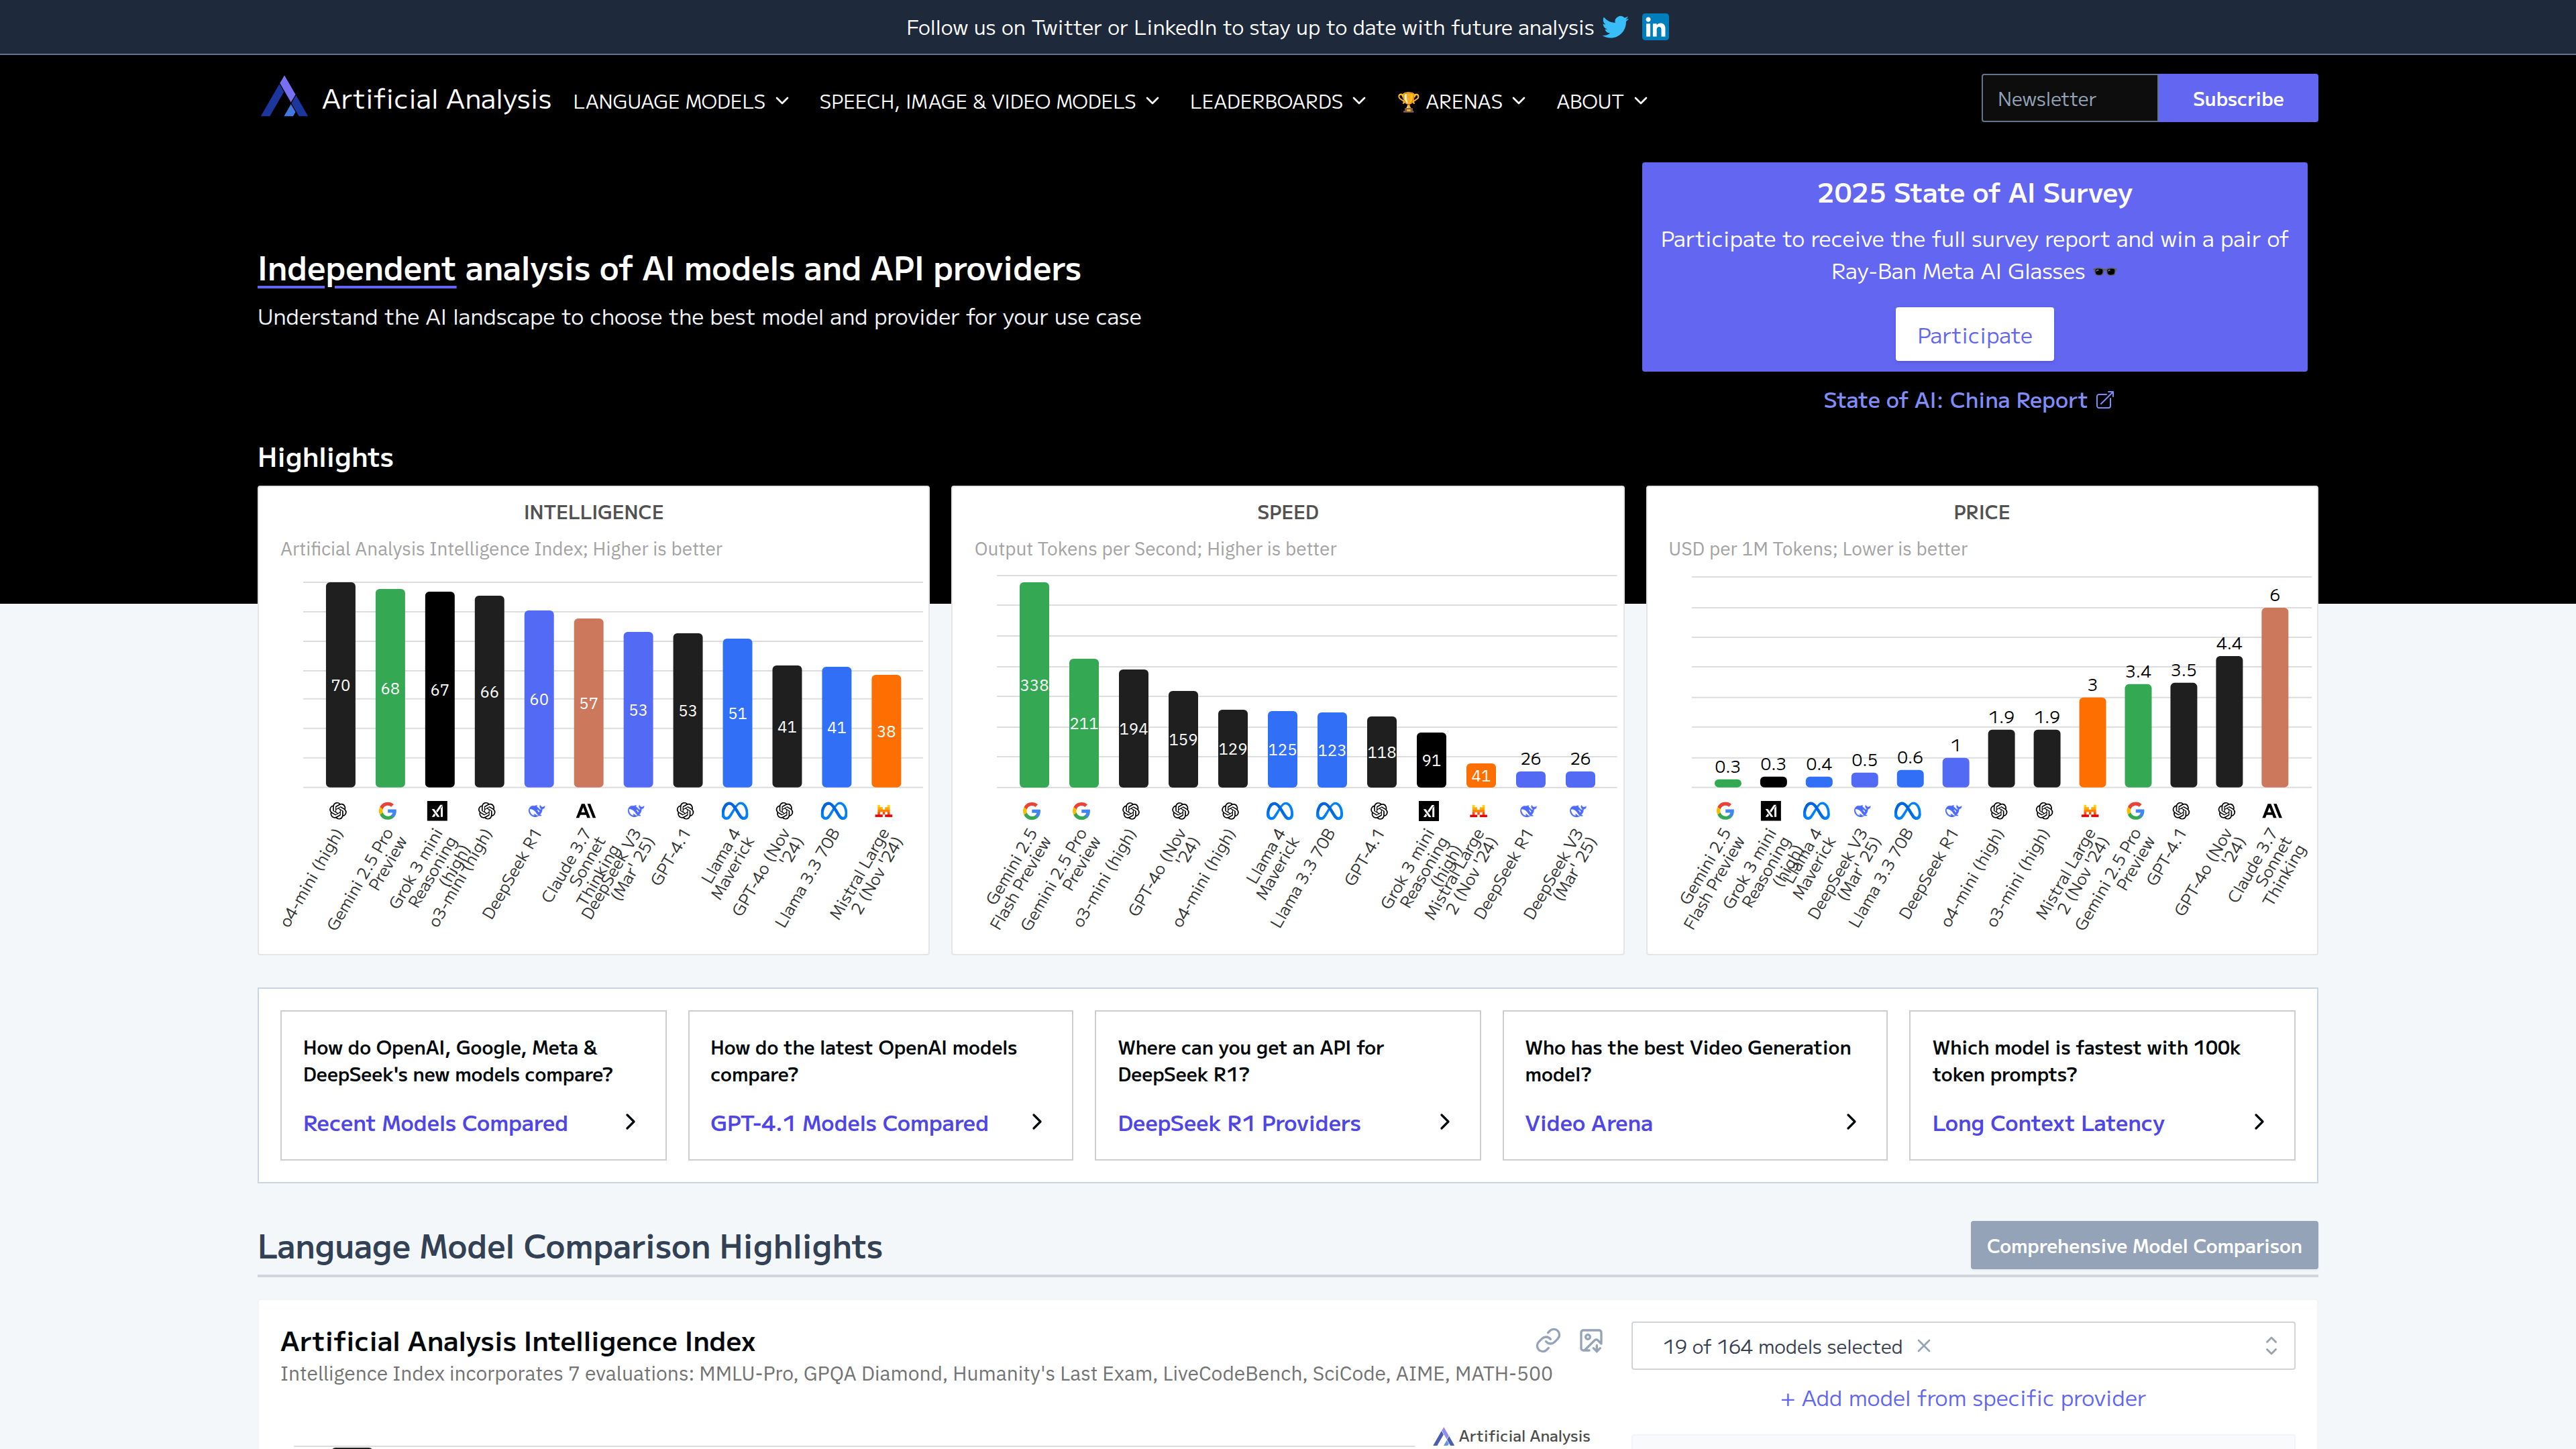 Follow us on Twitter or LinkedIn to stay up to date with future analysis
Artificial Analysis
LANGUAGE MODELS
SPEECH, IMAGE & VIDEO MODELS
LEADERBOARDS
🏆 ARENAS
ABOUT
Newsletter
Subscribe
2025 State of AI Survey
Participate to receive the full survey report and win a pair of
Ray-Ban Meta AI Glasses 🕶️
Participate
State of AI: China Report
Independent analysis of AI models and API providers
Understand the AI landscape to choose the best model and provider for your use case
Highlights
INTELLIGENCE
Artificial Analysis Intelligence Index; Higher is better
70
68
67
66
60
57
53
53
51
41
41
38
o4-mini (high)
Gemini 2.5 Pro
Preview
Grok 3 mini
Reasoning
(high)
o3-mini (high)
DeepSeek R1
Claude 3.7
Sonnet
Thinking
DeepSeek V3
(Mar' 25)
GPT-4.1
Llama 4
Maverick
GPT-4o (Nov
'24)
Llama 3.3 70B
Mistral Large
2 (Nov '24)
SPEED
Output Tokens per Second; Higher is better
338
211
194
159
129
125
123
118
91
41
26
26
Gemini 2.5
Flash Preview
Gemini 2.5 Pro
Preview
o3-mini (high)
GPT-4o (Nov
'24)
o4-mini (high)
Llama 4
Maverick
Llama 3.3 70B
GPT-4.1
Grok 3 mini
Reasoning
(high)
Mistral Large
2 (Nov '24)
DeepSeek R1
DeepSeek V3
(Mar' 25)
PRICE
USD per 1M Tokens; Lower is better
0.3
0.3
0.4
0.5
0.6
1
1.9
1.9
3
3.4
3.5
4.4
6
Gemini 2.5
Flash Preview
Grok 3 mini
Reasoning
(high)
Llama 4
Maverick
DeepSeek V3
(Mar' 25)
Llama 3.3 70B
DeepSeek R1
o4-mini (high)
o3-mini (high)
Mistral Large
2 (Nov '24)
Gemini 2.5 Pro
Preview
GPT-4.1
GPT-4o (Nov
'24)
Claude 3.7
Sonnet
Thinking
How do OpenAI, Google, Meta &
DeepSeek's new models compare?
Recent Models Compared
How do the latest OpenAI models
compare?
GPT-4.1 Models Compared
Where can you get an API for
DeepSeek R1?
DeepSeek R1 Providers
Who has the best Video Generation
model?
Video Arena
Which model is fastest with 100k
token prompts?
Long Context Latency
Language Model Comparison Highlights
Comprehensive Model Comparison
Artificial Analysis Intelligence Index
Intelligence Index incorporates 7 evaluations: MMLU-Pro, GPQA Diamond, Humanity's Last Exam, LiveCodeBench, SciCode, AIME, MATH-500
Artificial Analysis
19 of 164 models selected
+ Add model from specific provider